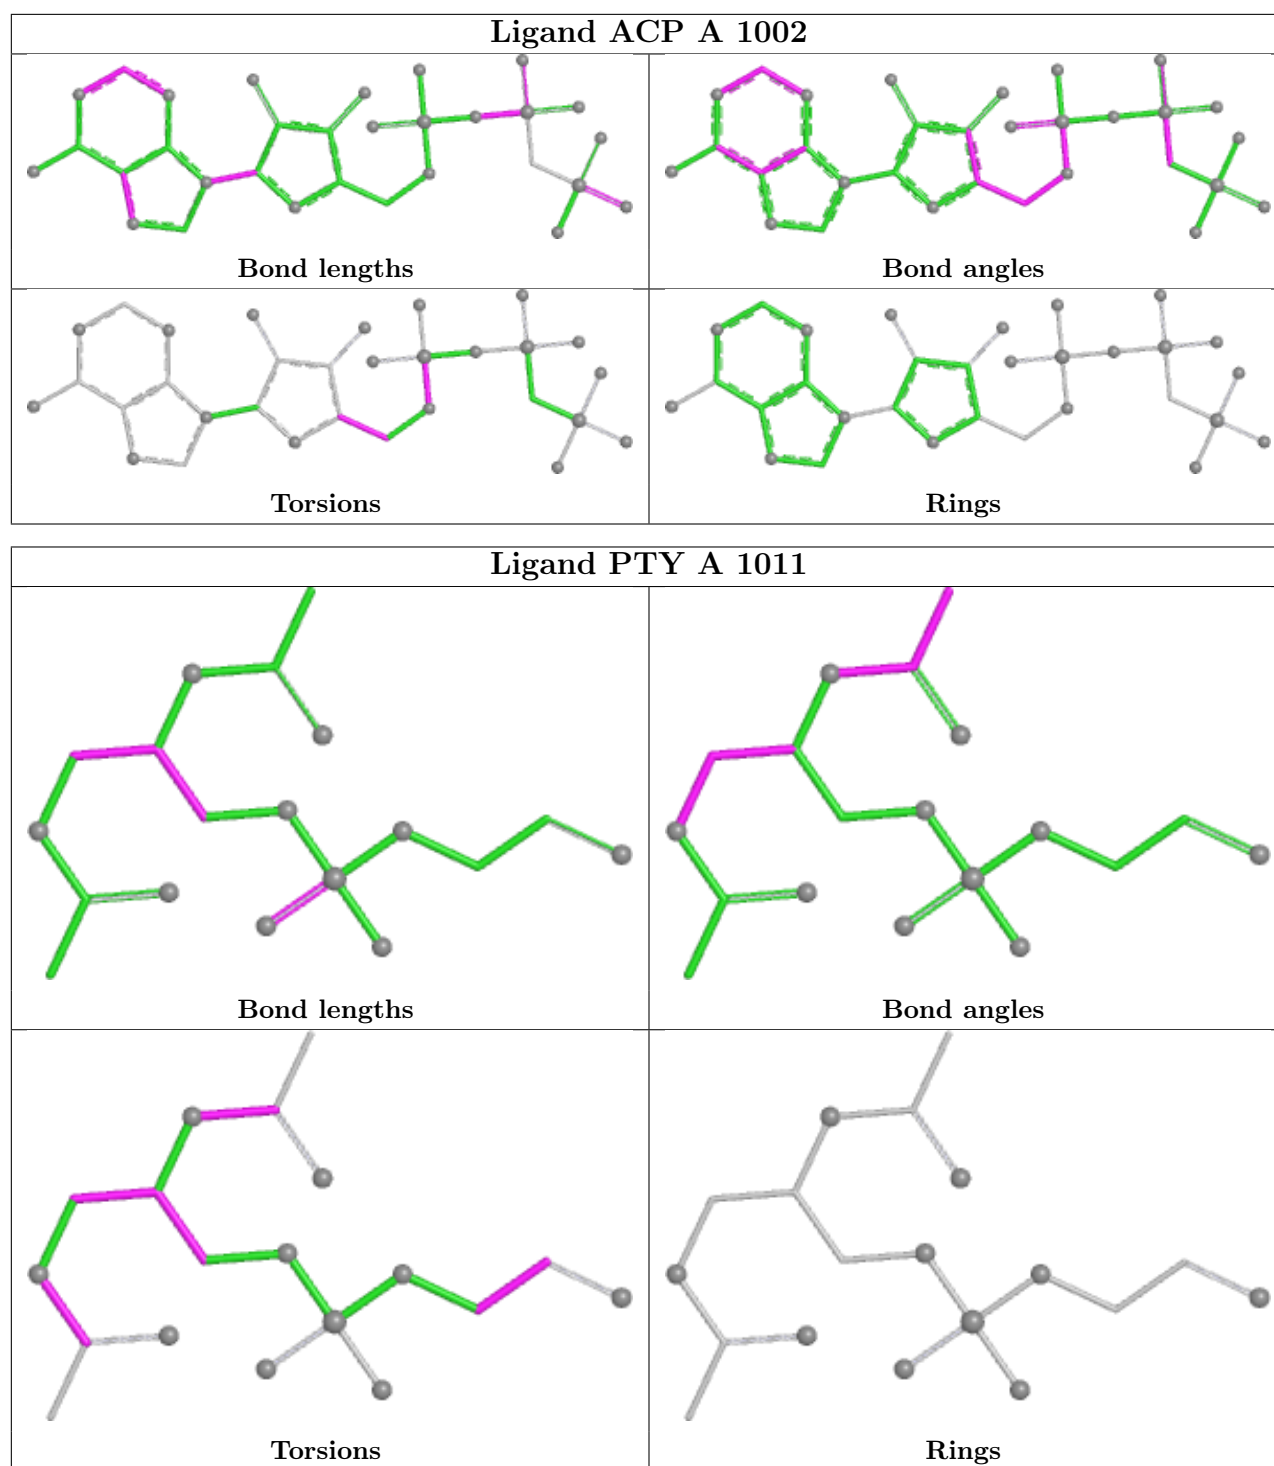 Ligand ACP A 1002
Bond lengths
Bond angles
Torsions
Rings
Ligand PTY A 1011
Bond lengths
Bond angles
Torsions
Rings